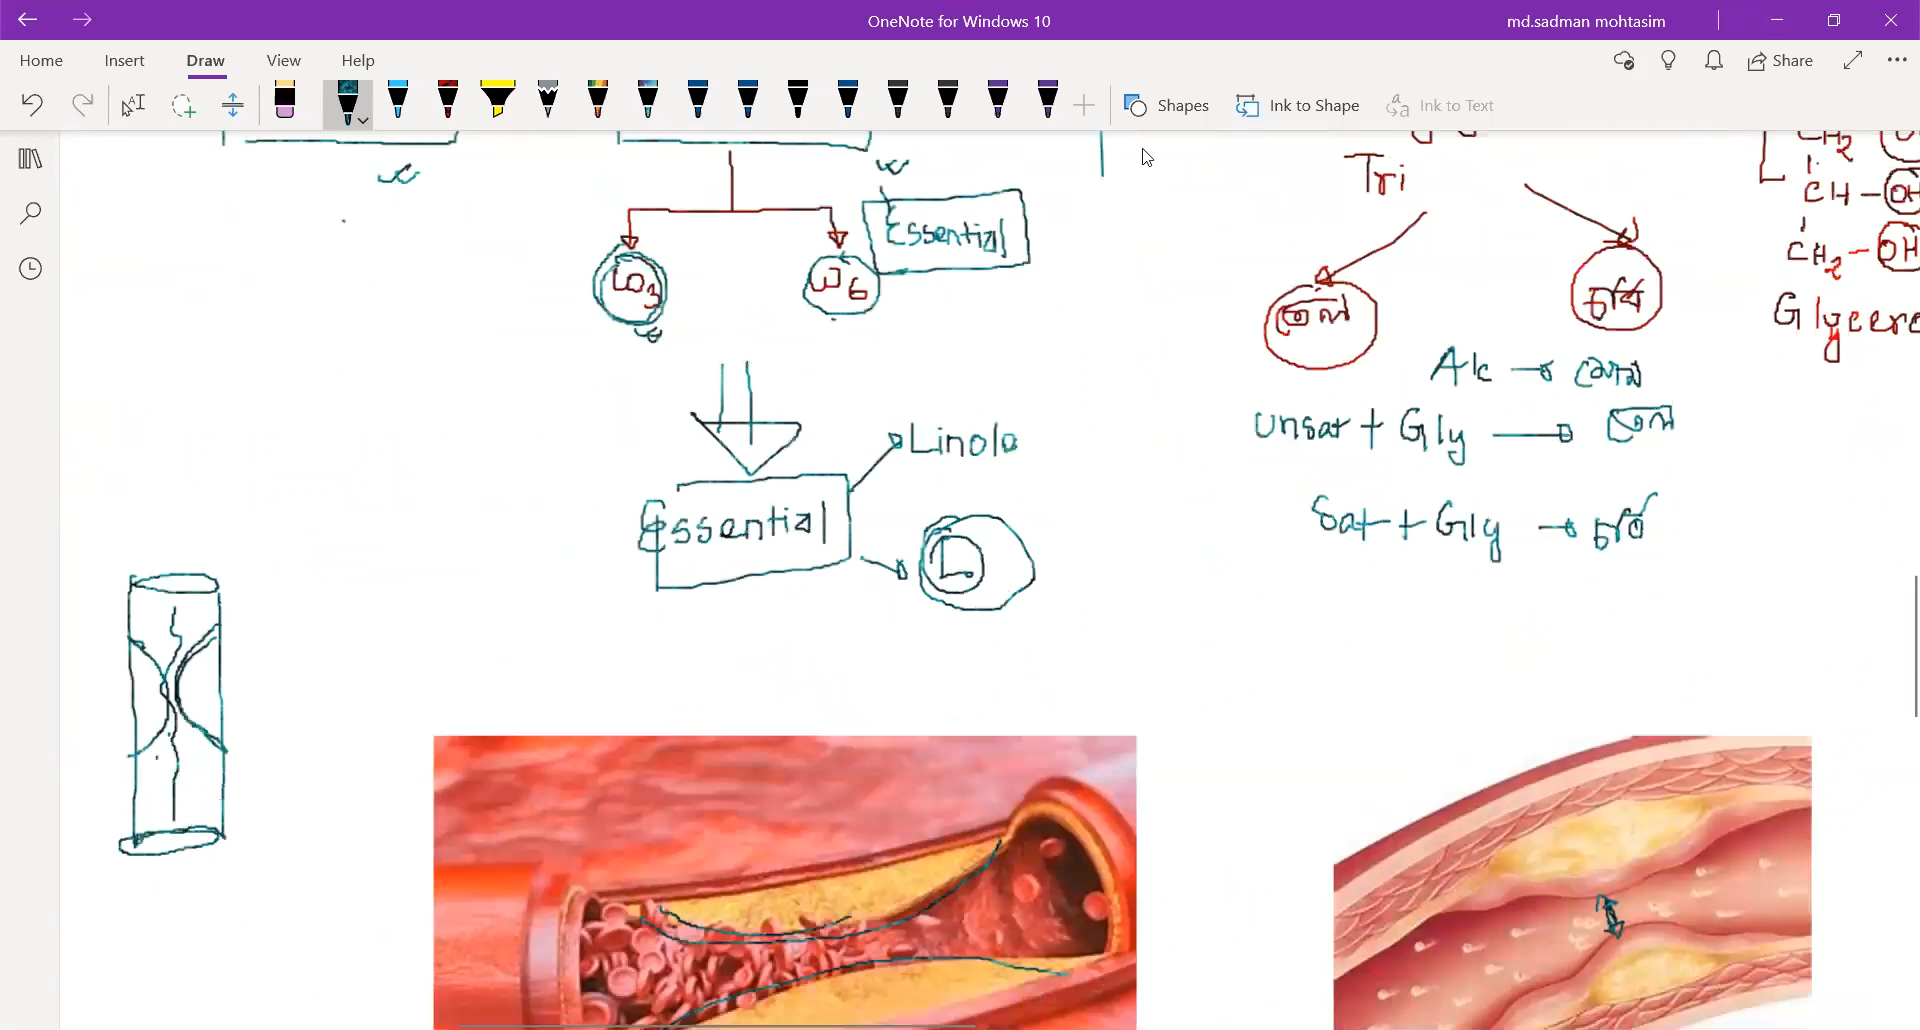 OneNote for Windows 10
md.sadman mohtasim
Home Insert Draw View Help
Share
Shapes
Ink to Shape
Ink to Text
Tri
CH2
CH - OH
CH2 - OH
Glycero
Essential
ω3
ω6
তেল
চর্বি
Unsat + Gly → তেল
Sat + Gly → চর্বি
Linole
Essential
L